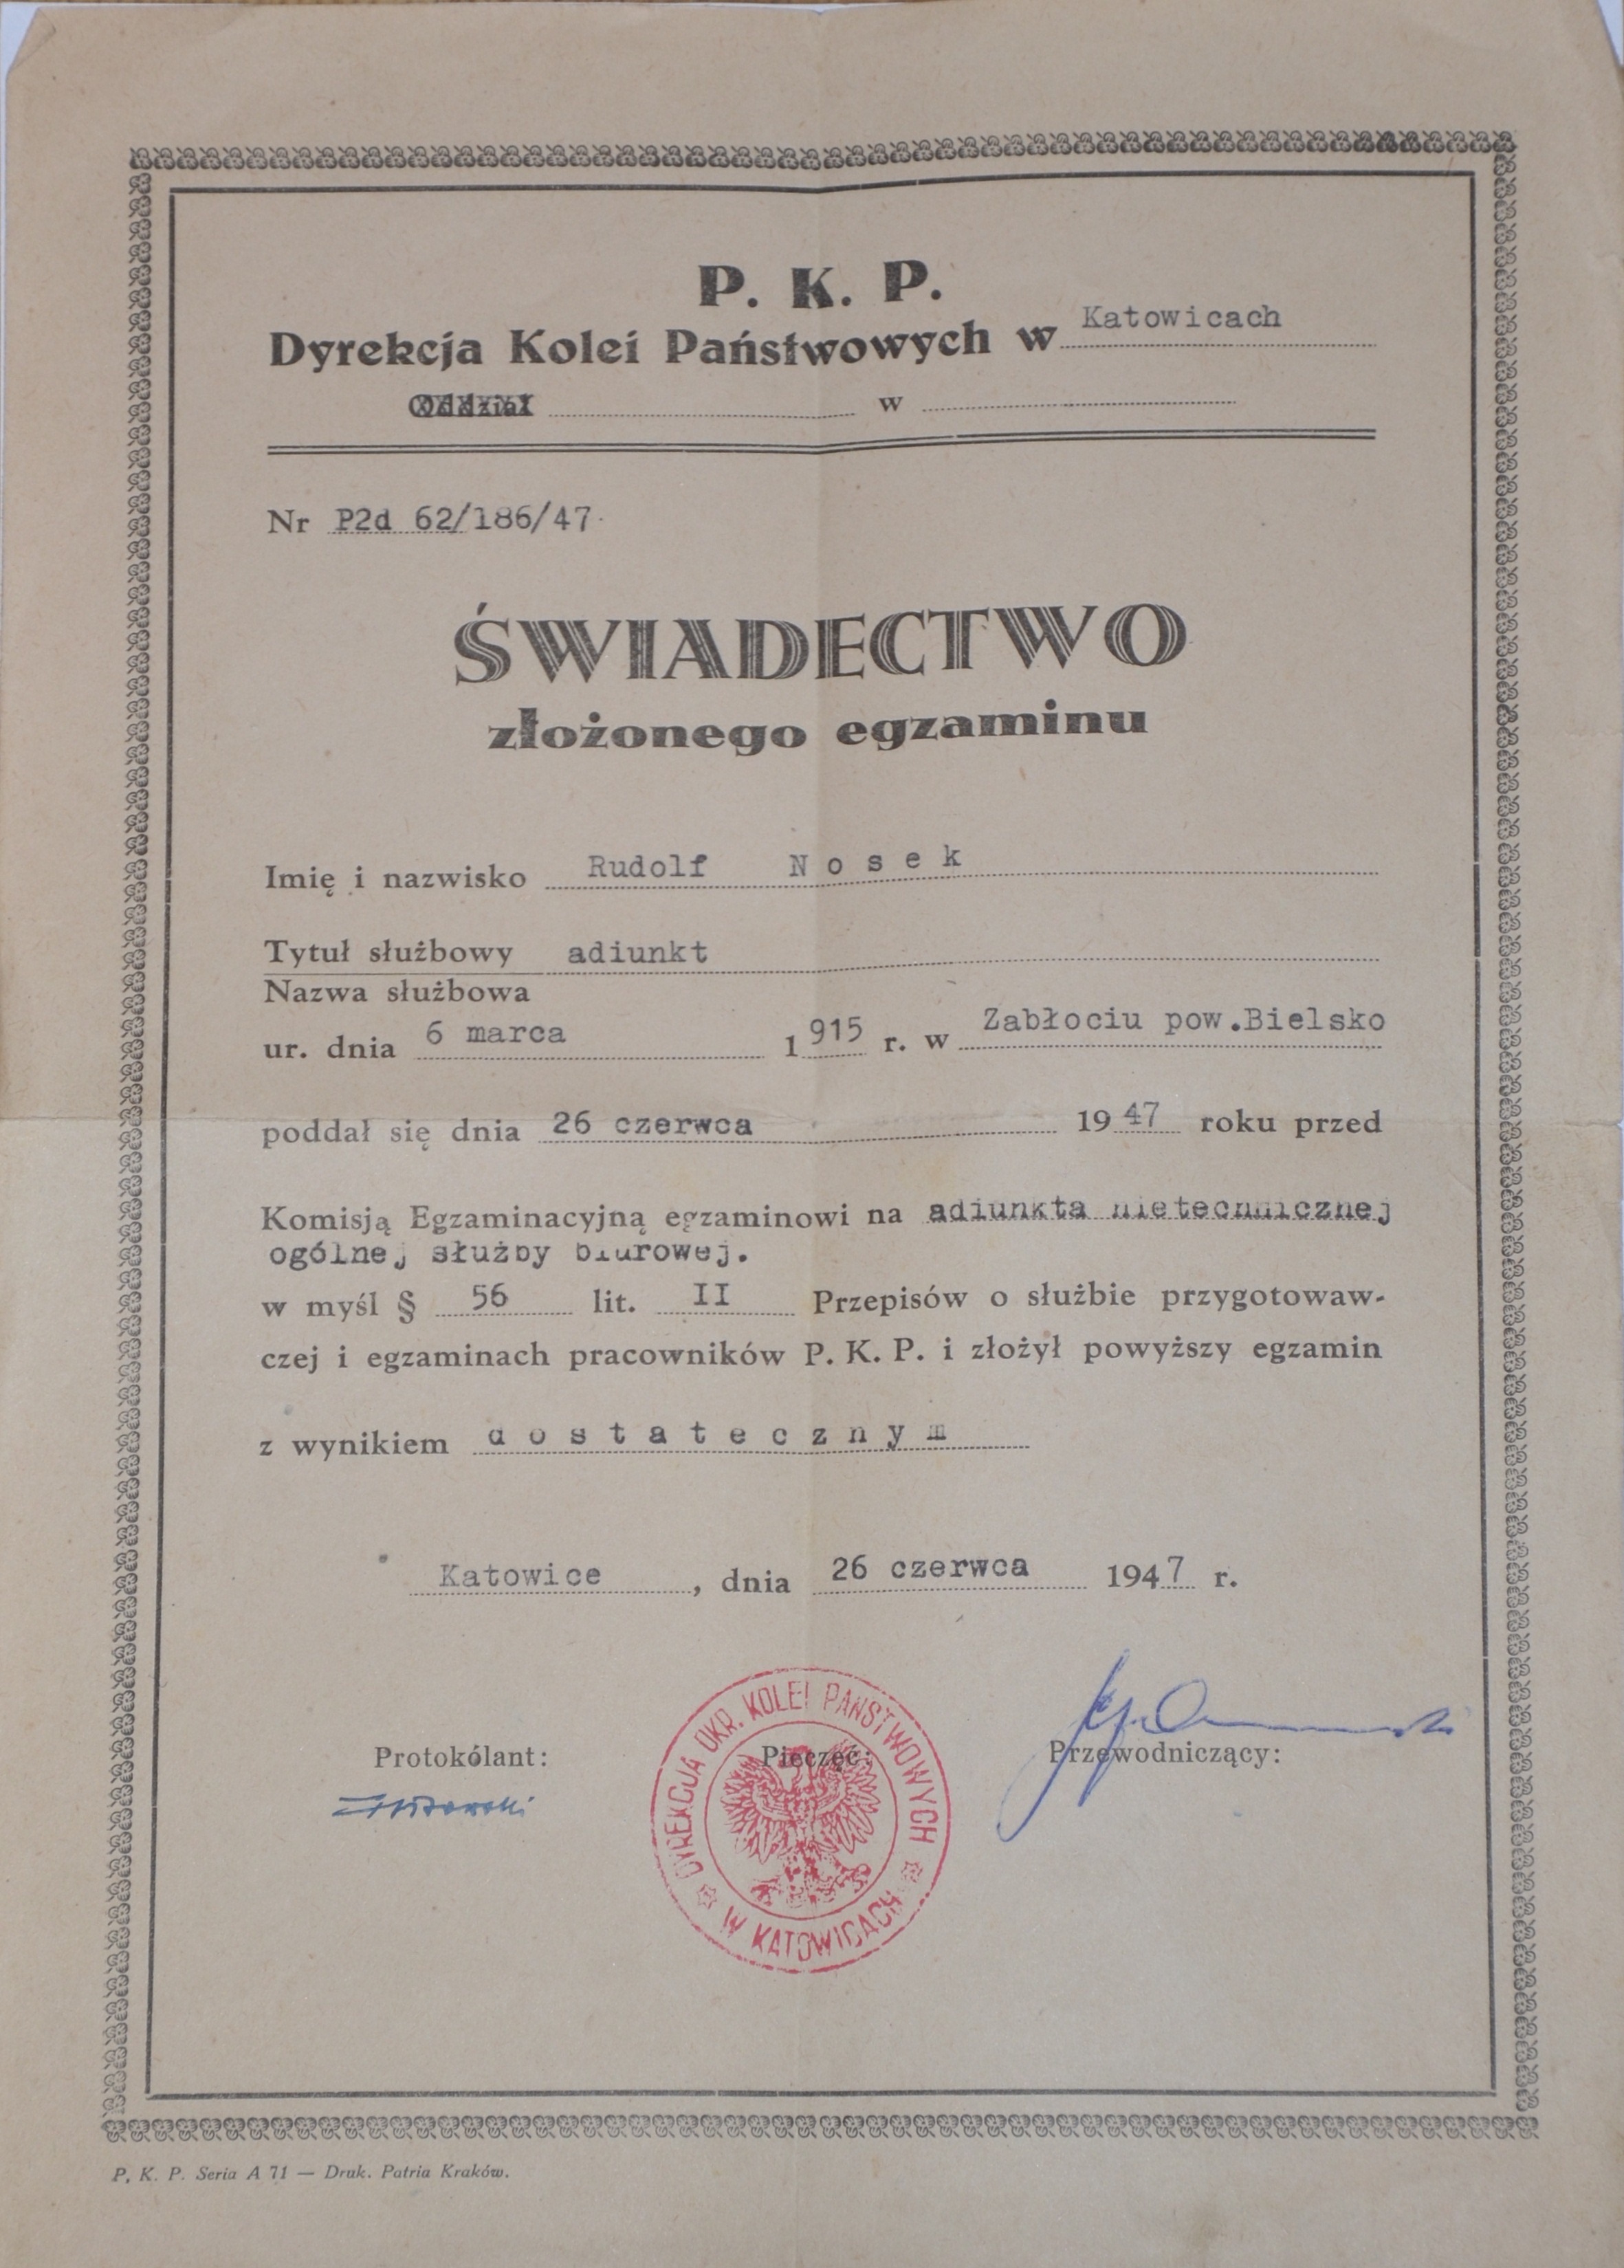 P. K. P.
Dyrekcja Kolei Państwowych w Katowicach
Oddział w
Nr P2d 62/186/47
ŚWIADECTWO
złożonego egzaminu
Imię i nazwisko Rudolf Nosek
Tytuł służbowy adiunkt
Nazwa służbowa
ur. dnia 6 marca 1915 r. w Zabłociu pow.Bielsko
poddał się dnia 26 czerwca 1947 roku przed
Komisją Egzaminacyjną egzaminowi na adiunkta nietechnicznej
ogólnej służby biurowej.
w myśl § 56 lit. II Przepisów o służbie przygotowaw-
czej i egzaminach pracowników P. K. P. i złożył powyższy egzamin
z wynikiem dostatecznym
Katowice, dnia 26 czerwca 1947 r.
Protokólant: Pieczęć: Przewodniczący:
DYREKCJA OKR. KOLEI PAŃSTWOWYCH
W KATOWICACH
P. K. P. Seria A 71 — Druk. Patria Kraków.